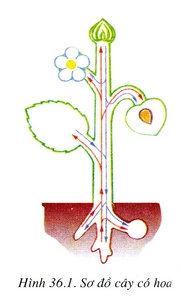 Hình 36.1. Sơ đồ cây có hoa